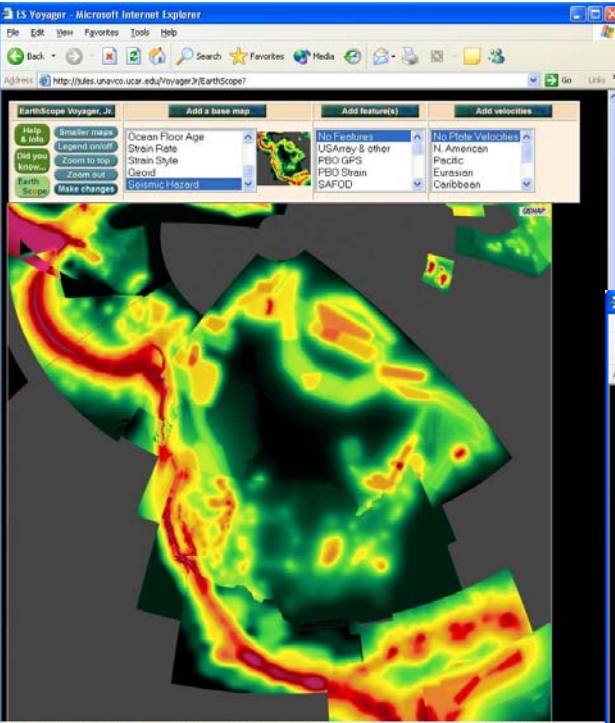 ES Voyager - Microsoft Internet Explorer
File Edit View Favorites Tools Help
Back Search Favorites Media
Address http://jules.unavco.ucar.edu/VoyagerJr/EarthScope? Go Links
EarthScope Voyager, Jr. Add a base map Add feature(s) Add velocities
Help & Info
Did you know...
Earth Scope
Smaller maps
Legend on/off
Zoom to top
Zoom out
Make changes
Ocean Floor Age
Strain Rate
Strain Style
Geoid
Seismic Hazard
No Features
USArray & other
PBO GPS
PBO Strain
SAFOD
No Plate Velocities
N. American
Pacific
Eurasian
Caribbean
GSHAP